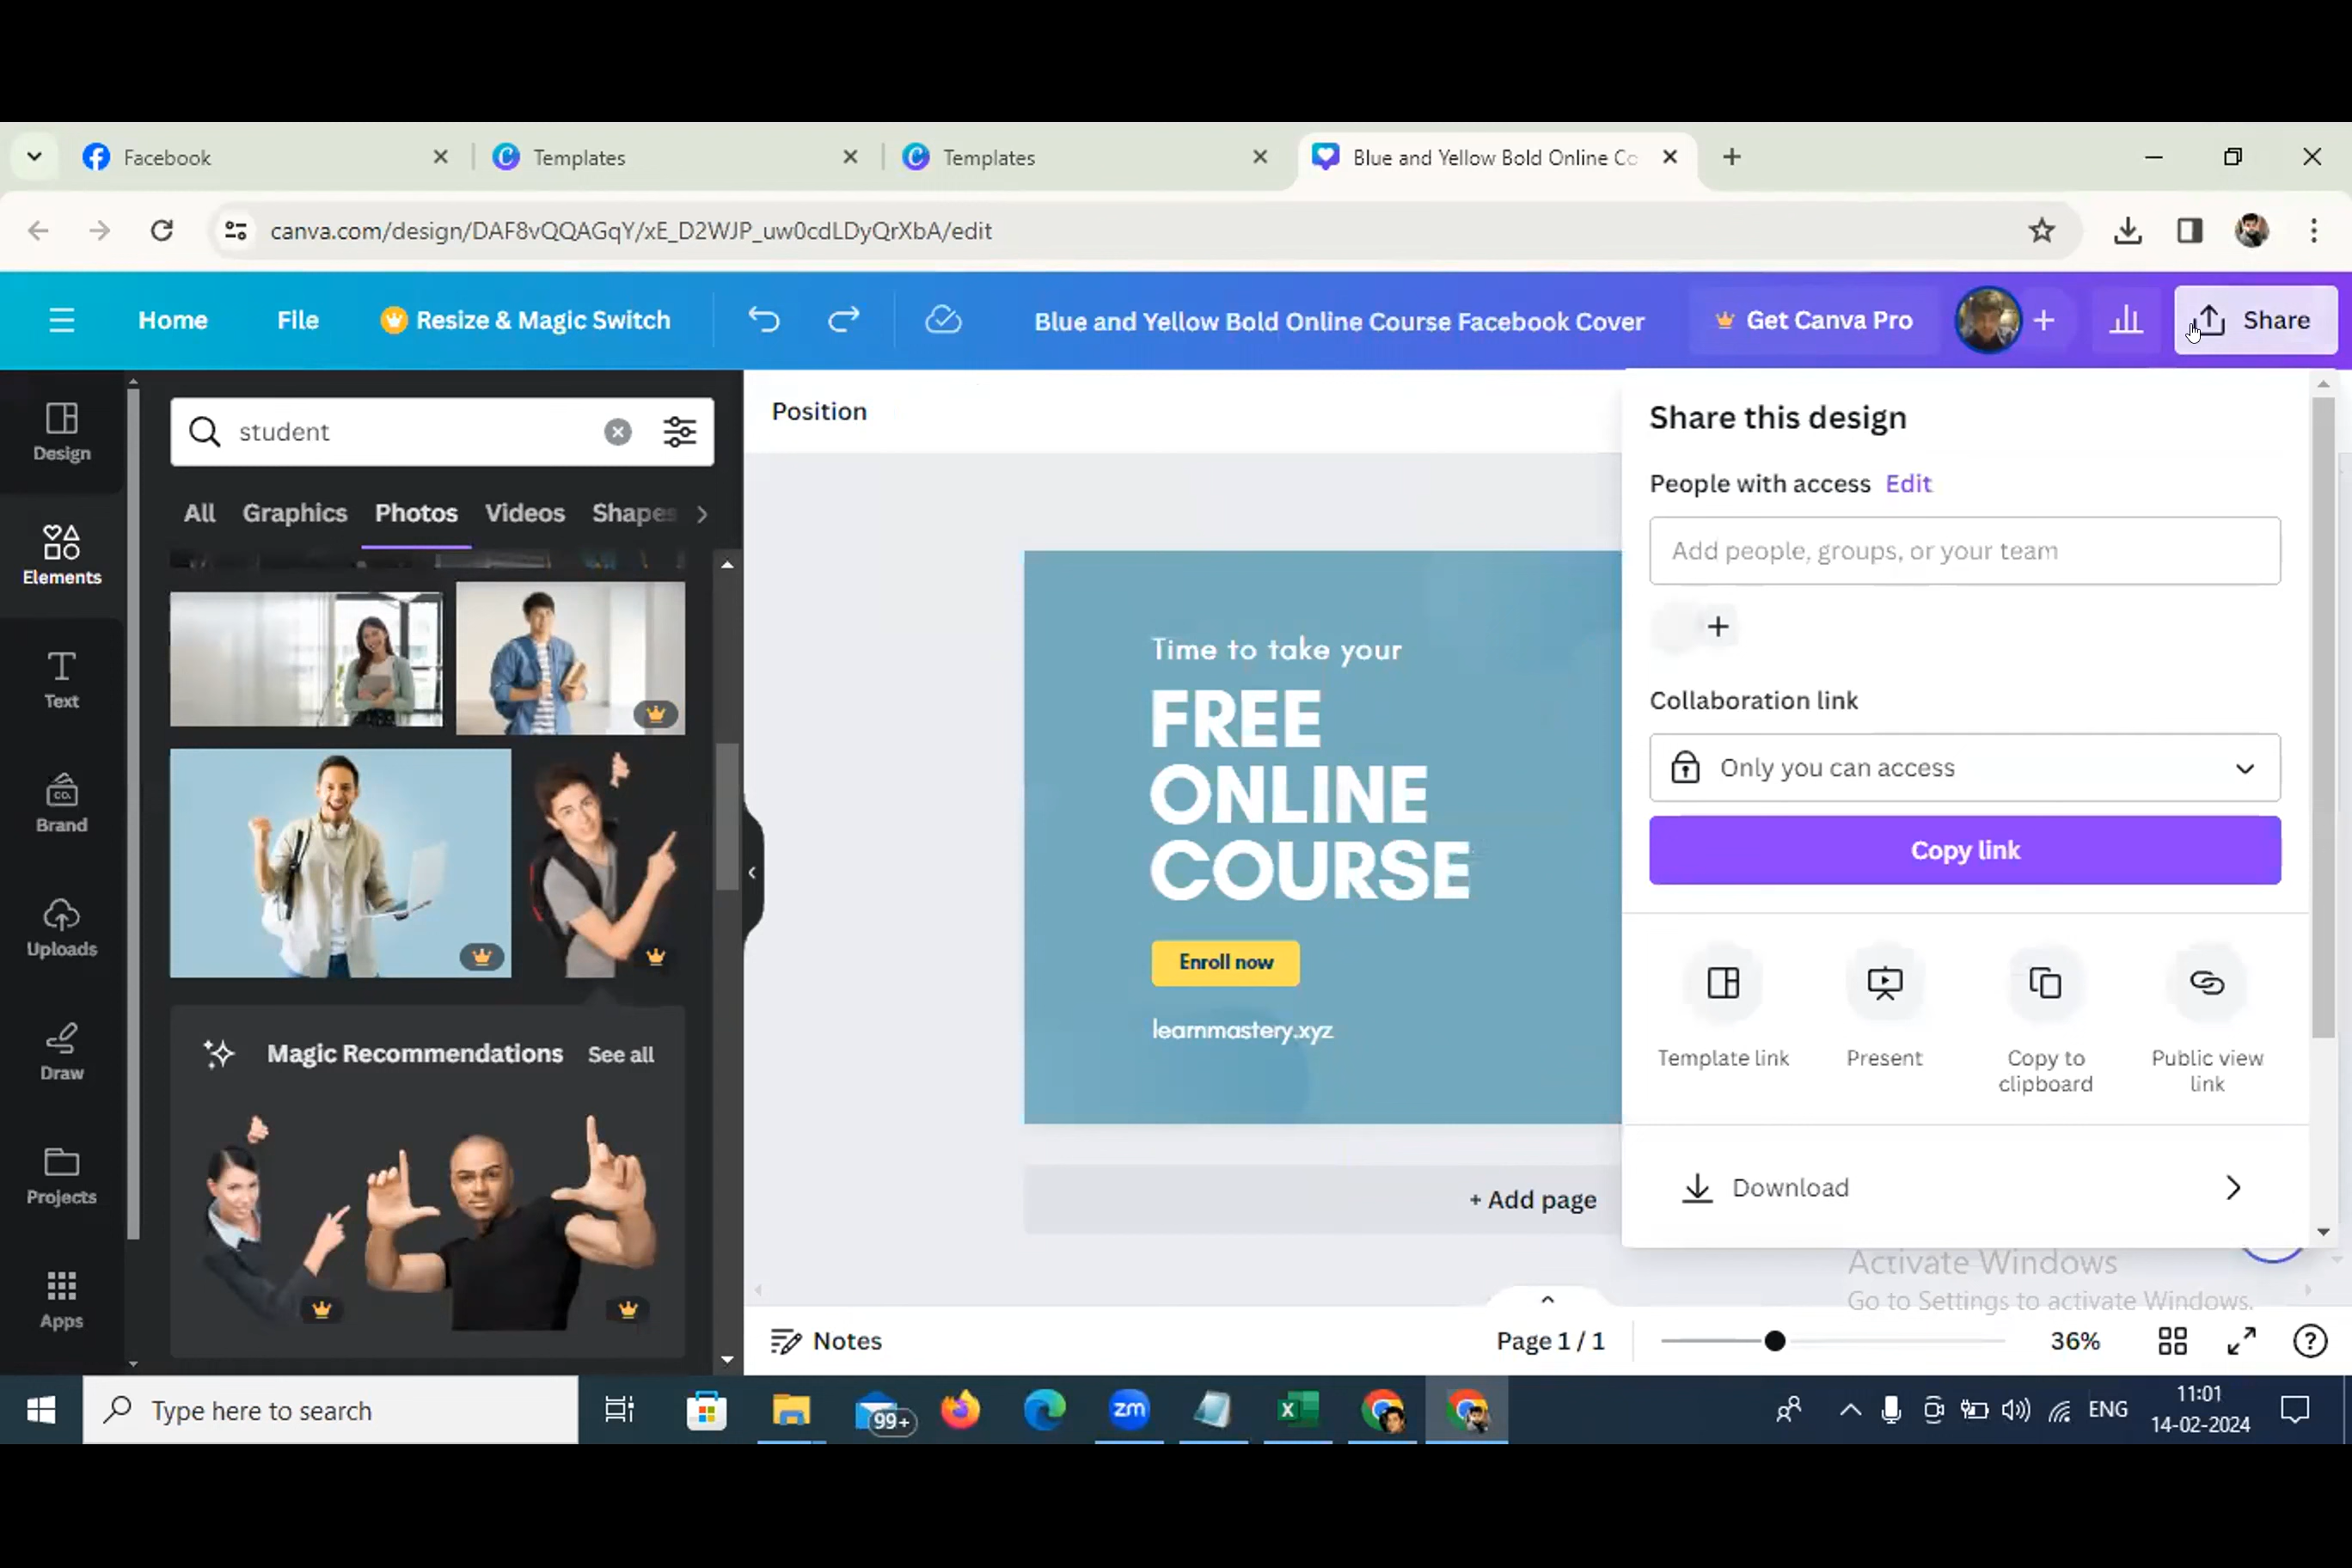 Facebook
Templates
Templates
Blue and Yellow Bold Online Co
canva.com/design/DAF8vQQAGqY/xE_D2WJP_uw0cdLDyQrXbA/edit
Home
File
Resize & Magic Switch
Blue and Yellow Bold Online Course Facebook Cover
Get Canva Pro
Share
Design
Elements
Text
Brand
CO.
Uploads
Draw
Projects
Apps
student
All
Graphics
Photos
Videos
Shapes
Magic Recommendations
See all
Position
Time to take your
FREE
ONLINE
COURSE
Enroll now
learnmastery.xyz
+ Add page
Share this design
People with access Edit
Add people, groups, or your team
Collaboration link
Only you can access
Copy link
Template link
Present
Copy to
clipboard
Public view
link
Download
Activate Windows
Go to Settings to activate Windows.
Notes
Page 1 / 1
36%
Type here to search
99+
zm
ENG
11:01
14-02-2024